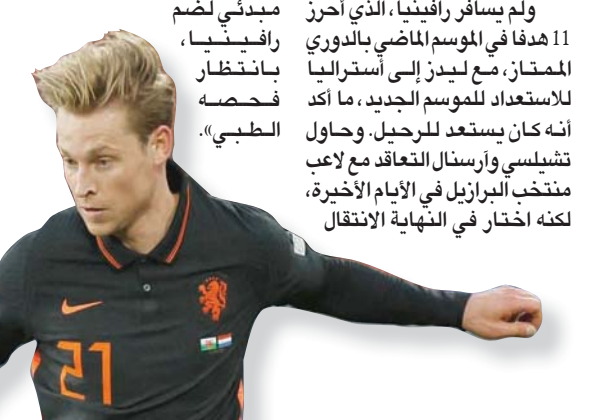 ولم يسافر رافينيا، الذي أحرز
11 هدفا في الموسم الماضي بالدوري
الممتاز، مع ليدز إلى أستراليا
للاستعداد للموسم الجديد، ما أكد
أنه كان يستعد للرحيل. وحاول
تشيلسي وآرسنال التعاقد مع لاعب
منتخب البرازيل في الأيام الأخيرة،
لكنه اختار في النهاية الانتقال
مبدئي لضم
رافينيا،
بانتظار
فحصه
الطبي».
21